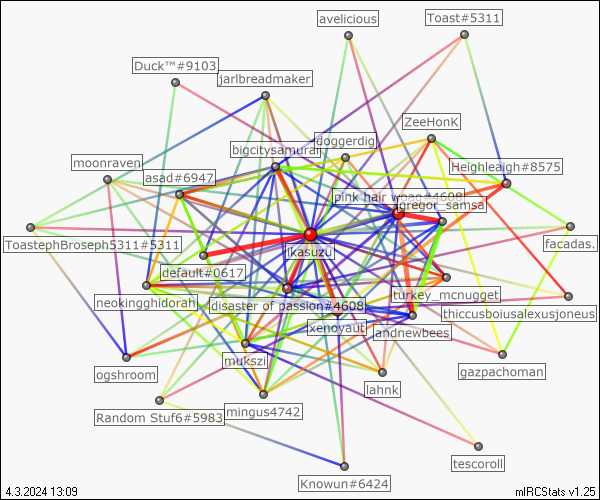 avelicious
Toast#5311
Duck™#9103
jarlbreadmaker
ZeeHonK
doggerdig
bigcitysamurai
moonraven
Heighleaigh#8575
asad#6947
pink hair woag#4608
gregor_samsa
ToastephBroseph5311#5311
facadas.
ikasuzu
default#0617
turkey_mcnugget
neokingghidorah
disaster of passion#4608
thiccusboiusalexusjoneus
xenoyaut
andnewbees
mukszi
ogshroom
gazpachoman
lahnk
mingus4742
Random Stuf6#5983
tescoroll
Knowun#6424
4.3.2024 13:09
mIRCStats v1.25